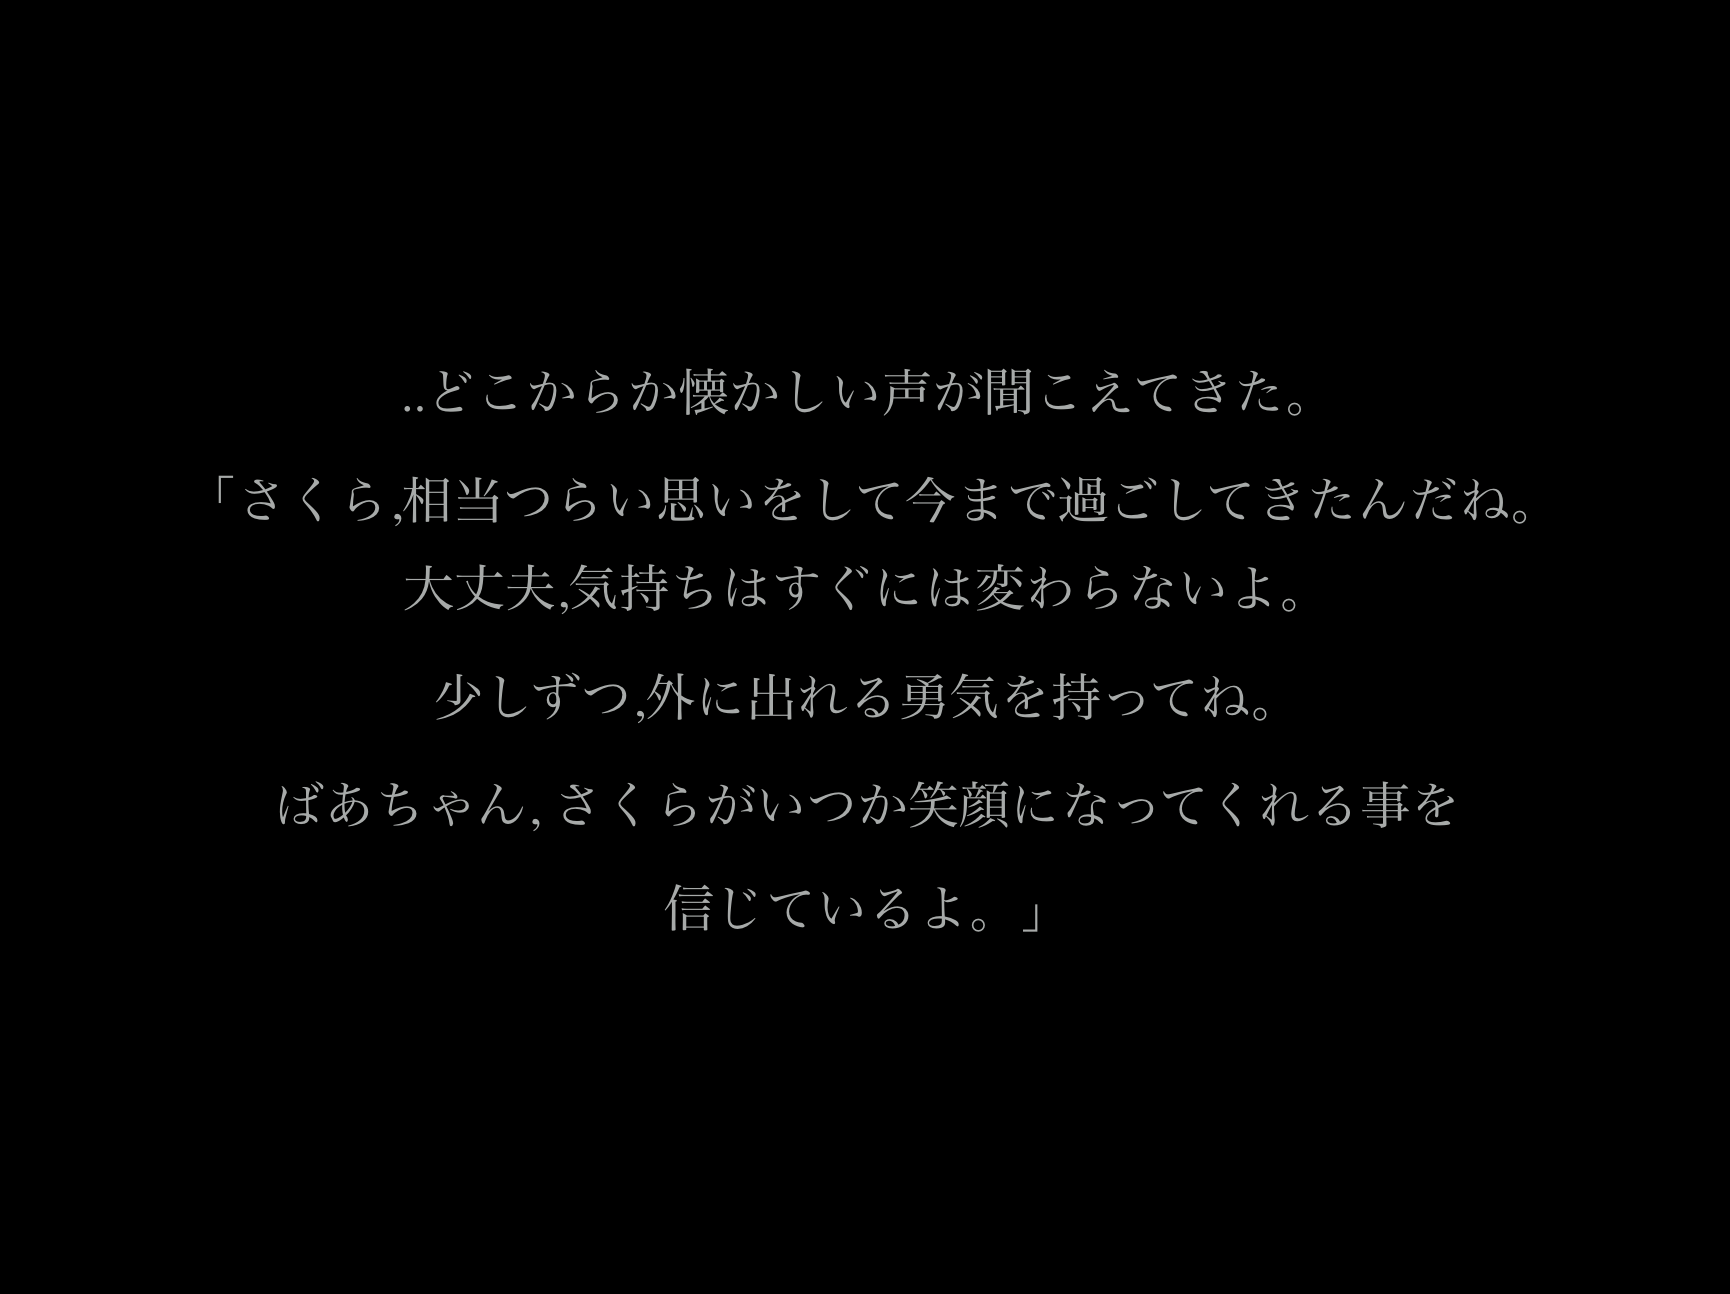 ..どこからか懐かしい声が聞こえてきた。
「さくら,相当つらい思いをして今まで過ごしてきたんだね。
大丈夫,気持ちはすぐには変わらないよ。
少しずつ,外に出れる勇気を持ってね。
ばあちゃん, さくらがいつか笑顔になってくれる事を
信じているよ。」